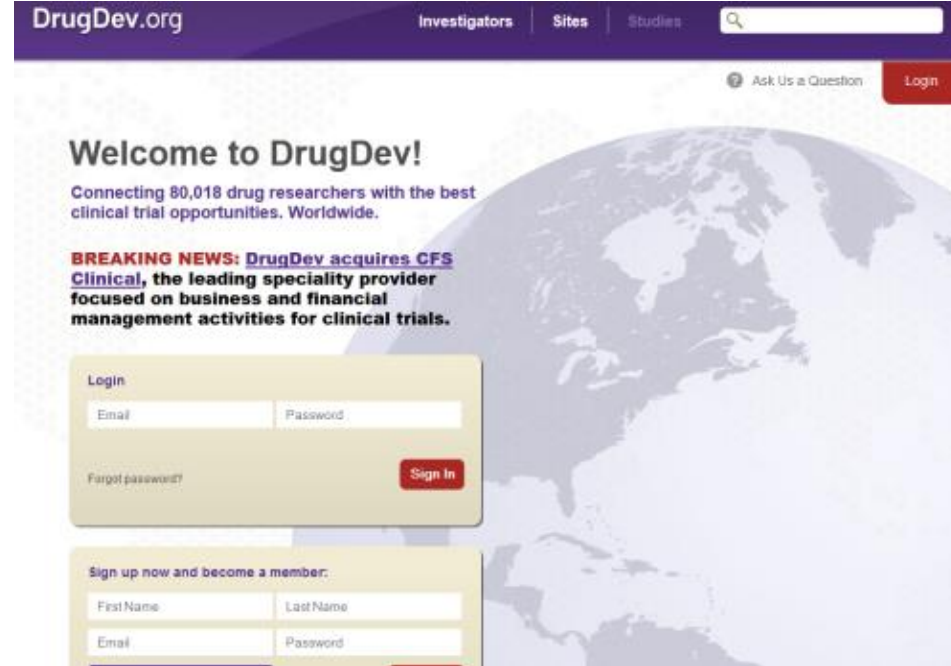 DrugDev.org
Investigators Sites Studies
Ask Us a Question Login
Welcome to DrugDev!
Connecting 80,018 drug researchers with the best
clinical trial opportunities. Worldwide.
BREAKING NEWS: DrugDev acquires CFS
Clinical, the leading speciality provider
focused on business and financial
management activities for clinical trials.
Login
Email Password
Forgot password?
Sign In
Sign up now and become a member:
First Name Last Name
Email Password